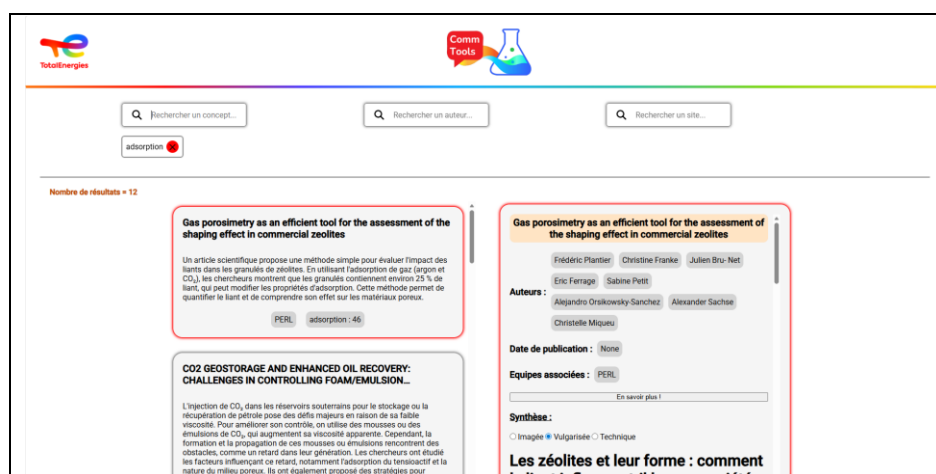 TotalEnergies
Comm
Tools
Rechercher un concept...
Rechercher un auteur...
Rechercher un site...
adsorption
Nombre de résultats = 12
Gas porosimetry as an efficient tool for the assessment of the
shaping effect in commercial zeolites
Un article scientifique propose une méthode simple pour évaluer l'impact des
liants dans les granulés de zéolites. En utilisant l'adsorption de gaz (argon et
CO₂), les chercheurs montrent que les granulés contiennent environ 25 % de
liant, qui peut modifier les propriétés d'adsorption. Cette méthode permet de
quantifier le liant et de comprendre son effet sur les matériaux poreux.
PERL
adsorption : 46
CO2 GEOSTORAGE AND ENHANCED OIL RECOVERY:
CHALLENGES IN CONTROLLING FOAM/EMULSION...
L'injection de CO₂ dans les réservoirs souterrains pour le stockage ou la
récupération de pétrole pose des défis majeurs en raison de sa faible
viscosité. Pour améliorer son contrôle, on utilise des mousses ou des
émulsions de CO₂, qui augmentent sa viscosité apparente. Cependant, la
formation et la propagation de ces mousses ou émulsions rencontrent des
obstacles, comme un retard dans leur génération. Les chercheurs ont étudié
les facteurs influençant ce retard, notamment l'adsorption du tensioactif et la
nature du milieu poreux. Ils ont également proposé des stratégies pour
Gas porosimetry as an efficient tool for the assessment of
the shaping effect in commercial zeolites
Auteurs :
Frédéric Plantier Christine Franke Julien Bru- Net
Eric Ferrage Sabine Petit
Alejandro Orsikowsky-Sanchez Alexander Sachse
Christelle Miqueu
Date de publication : None
Equipes associées : PERL
En savoir plus !
Synthèse :
Imagée Vulgarisée Technique
Les zéolites et leur forme : comment